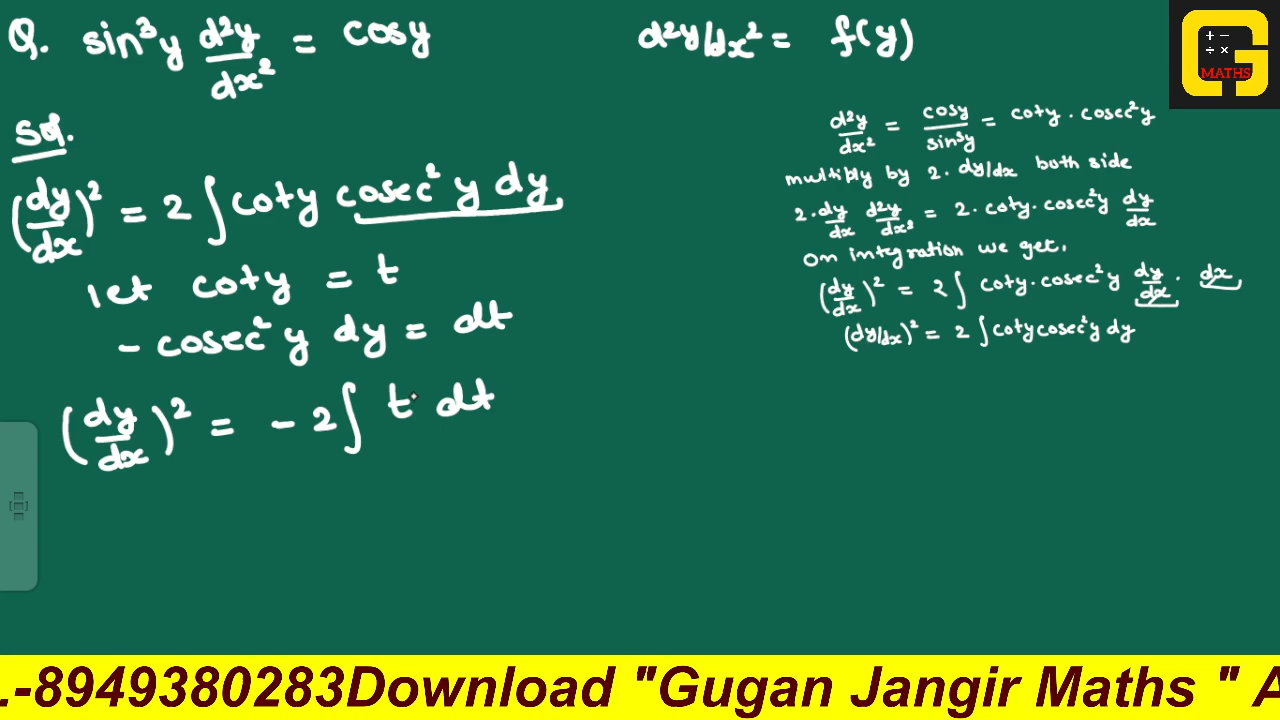 Q. sin³y d²y/dx² = cosy
Sol.
(dy/dx)² = 2 ∫ coty cosec² y dy
let coty = t
- cosec² y dy = dt
(dy/dx)² = - 2 ∫ t dt
d²y/dx² = f(y)
d²y/dx² = cosy/sin³y = coty . cosec²y
multiply by 2. dy/dx both side
2. dy/dx d²y/dx² = 2. coty. cosec²y dy/dx
on integration we get,
(dy/dx)² = 2 ∫ coty. cosec²y dy/dx . dx
(dy/dx)² = 2 ∫ coty cosec²y dy
+ −
÷ ×
G
MATHS
.-8949380283Download "Gugan Jangir Maths " A